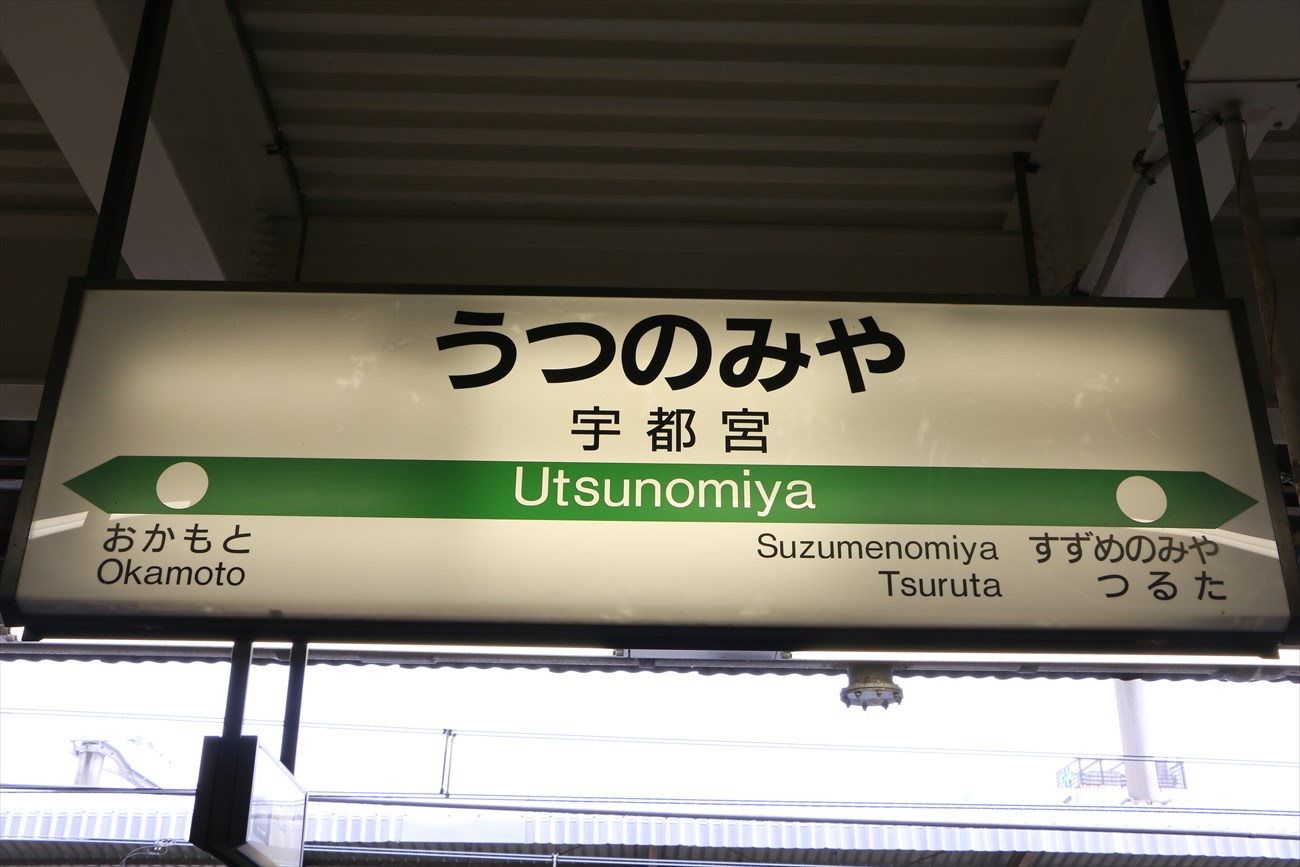 うつのみや
宇都宮
Utsunomiya
おかもと
Okamoto
Suzumenomiya すずめのみや
Tsuruta つるた